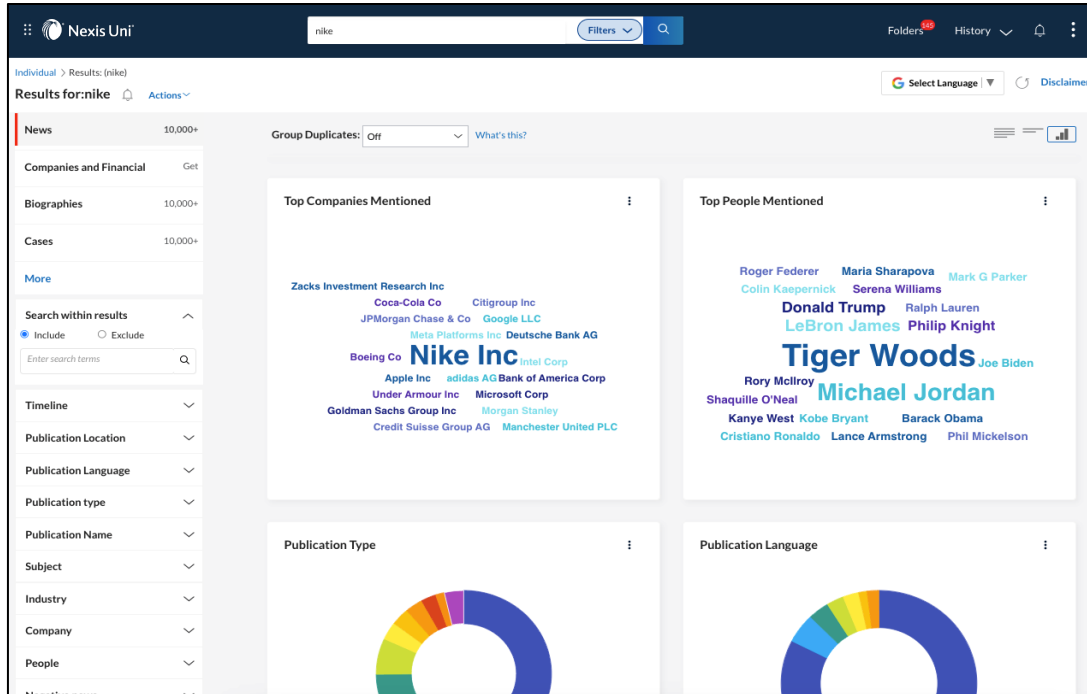 Nexis Uni
nike
Filters
Folders 145
History
Individual > Results: (nike)
Results for:nike
Actions
Select Language
Disclaimer
News 10,000+
Companies and Financial Get
Biographies 10,000+
Cases 10,000+
More
Search within results
Include Exclude
Enter search terms
Timeline
Publication Location
Publication Language
Publication type
Publication Name
Subject
Industry
Company
People
Group Duplicates: Off What's this?
Top Companies Mentioned
Zacks Investment Research Inc
Coca-Cola Co Citigroup Inc
JPMorgan Chase & Co Google LLC
Meta Platforms Inc Deutsche Bank AG
Boeing Co Nike Inc Intel Corp
Apple Inc adidas AG Bank of America Corp
Under Armour Inc Microsoft Corp
Goldman Sachs Group Inc Morgan Stanley
Credit Suisse Group AG Manchester United PLC
Top People Mentioned
Roger Federer Maria Sharapova Mark G Parker
Colin Kaepernick Serena Williams
Donald Trump Ralph Lauren
LeBron James Philip Knight
Tiger Woods Joe Biden
Rory McIlroy Michael Jordan
Shaquille O'Neal
Kanye West Kobe Bryant Barack Obama
Cristiano Ronaldo Lance Armstrong Phil Mickelson
Publication Type
Publication Language